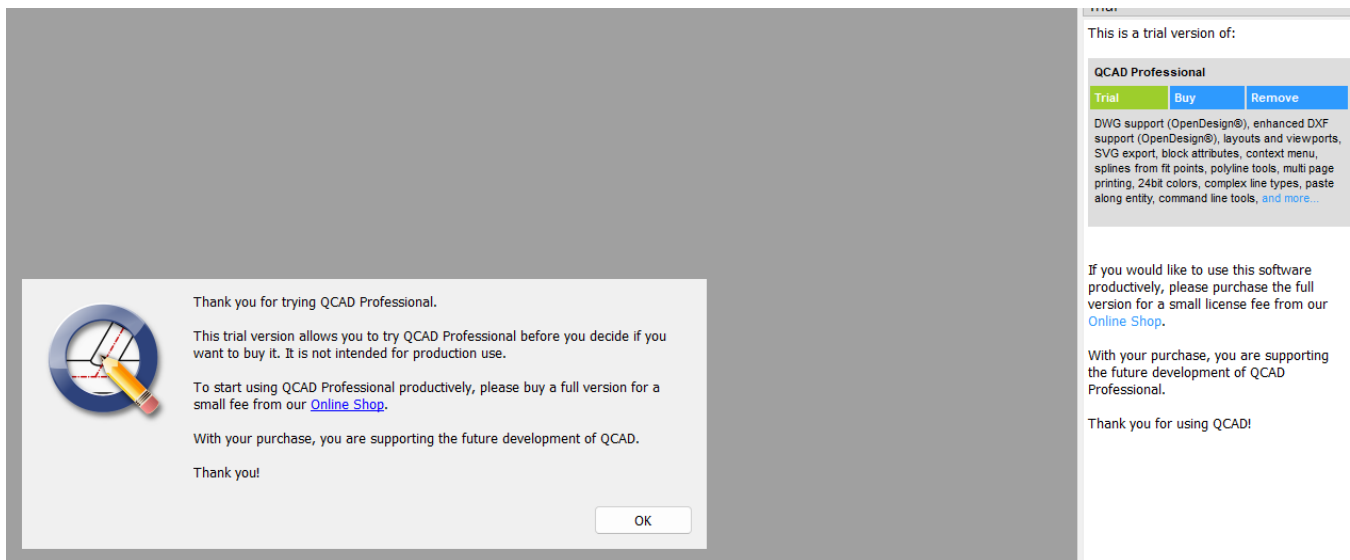 Thank you for trying QCAD Professional.
This trial version allows you to try QCAD Professional before you decide if you
want to buy it. It is not intended for production use.
To start using QCAD Professional productively, please buy a full version for a
small fee from our Online Shop.
With your purchase, you are supporting the future development of QCAD.
Thank you!
OK
Trial
This is a trial version of:
QCAD Professional
Trial Buy Remove
DWG support (OpenDesign®), enhanced DXF
support (OpenDesign®), layouts and viewports,
SVG export, block attributes, context menu,
splines from fit points, polyline tools, multi page
printing, 24bit colors, complex line types, paste
along entity, command line tools, and more...
If you would like to use this software
productively, please purchase the full
version for a small license fee from our
Online Shop.
With your purchase, you are supporting
the future development of QCAD
Professional.
Thank you for using QCAD!